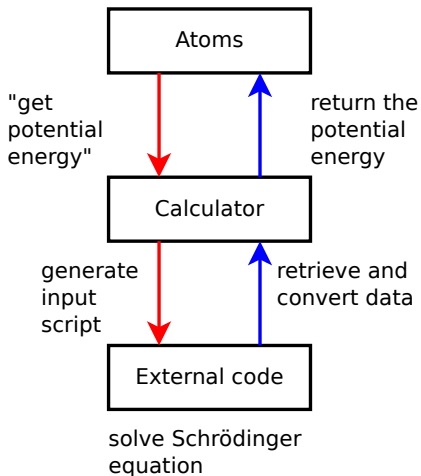 Atoms
"get
potential
energy"
return the
potential
energy
Calculator
generate
input
script
retrieve and
convert data
External code
solve Schrödinger
equation